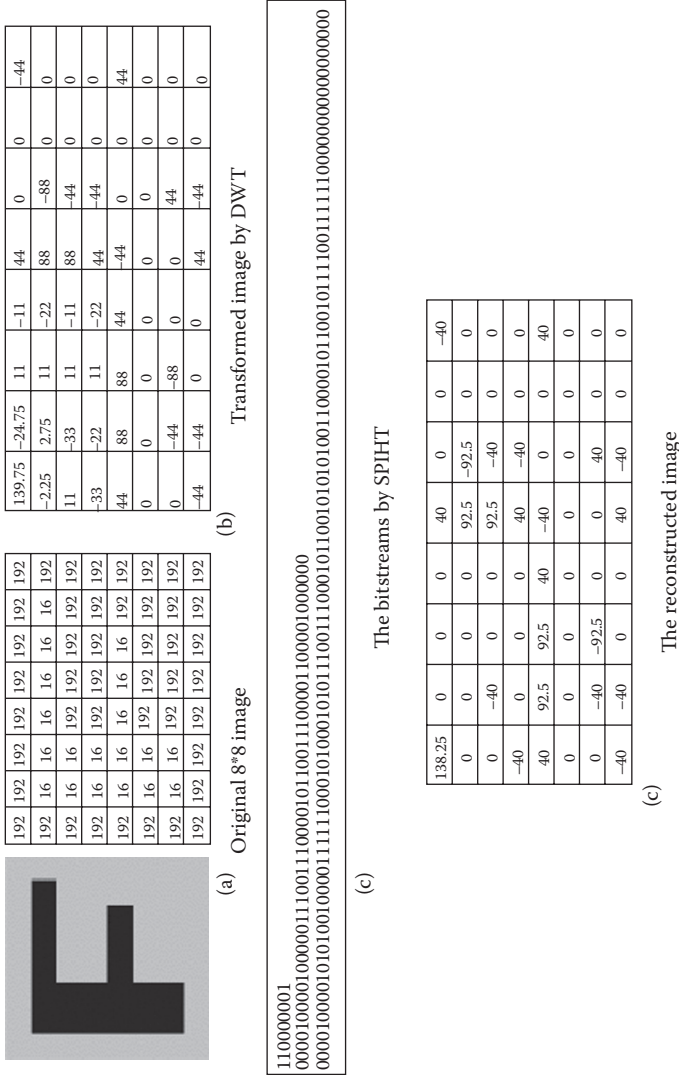 192 192 192 192 192 192 192 192
192 16 16 16 16 16 16 192
192 16 16 192 192 192 192 192
192 16 16 192 192 192 192 192
192 16 16 16 16 16 192 192
192 16 16 192 192 192 192 192
192 16 16 192 192 192 192 192
192 192 192 192 192 192 192 192
(a) Original 8*8 image
139.75 −24.75 11 −11 44 0 0 −44
−2.25 2.75 11 −22 88 −88 0 0
11 −33 11 −11 88 −44 0 0
−33 −22 11 −22 44 −44 0 0
44 88 88 44 −44 0 0 44
0 0 0 0 0 0 0 0
0 −44 −88 0 0 44 0 0
−44 −44 0 0 44 −44 0 0
(b) Transformed image by DWT
110000001
(c) The bitstreams by SPIHT
138.25 0 0 0 40 0 0 −40
0 0 0 0 92.5 −92.5 0 0
0 −40 0 0 92.5 −40 0 0
−40 0 0 0 40 −40 0 0
40 92.5 92.5 40 −40 0 0 40
0 0 0 0 0 0 0 0
0 −40 −92.5 0 0 40 0 0
−40 −40 0 0 40 −40 0 0
(c) The reconstructed image